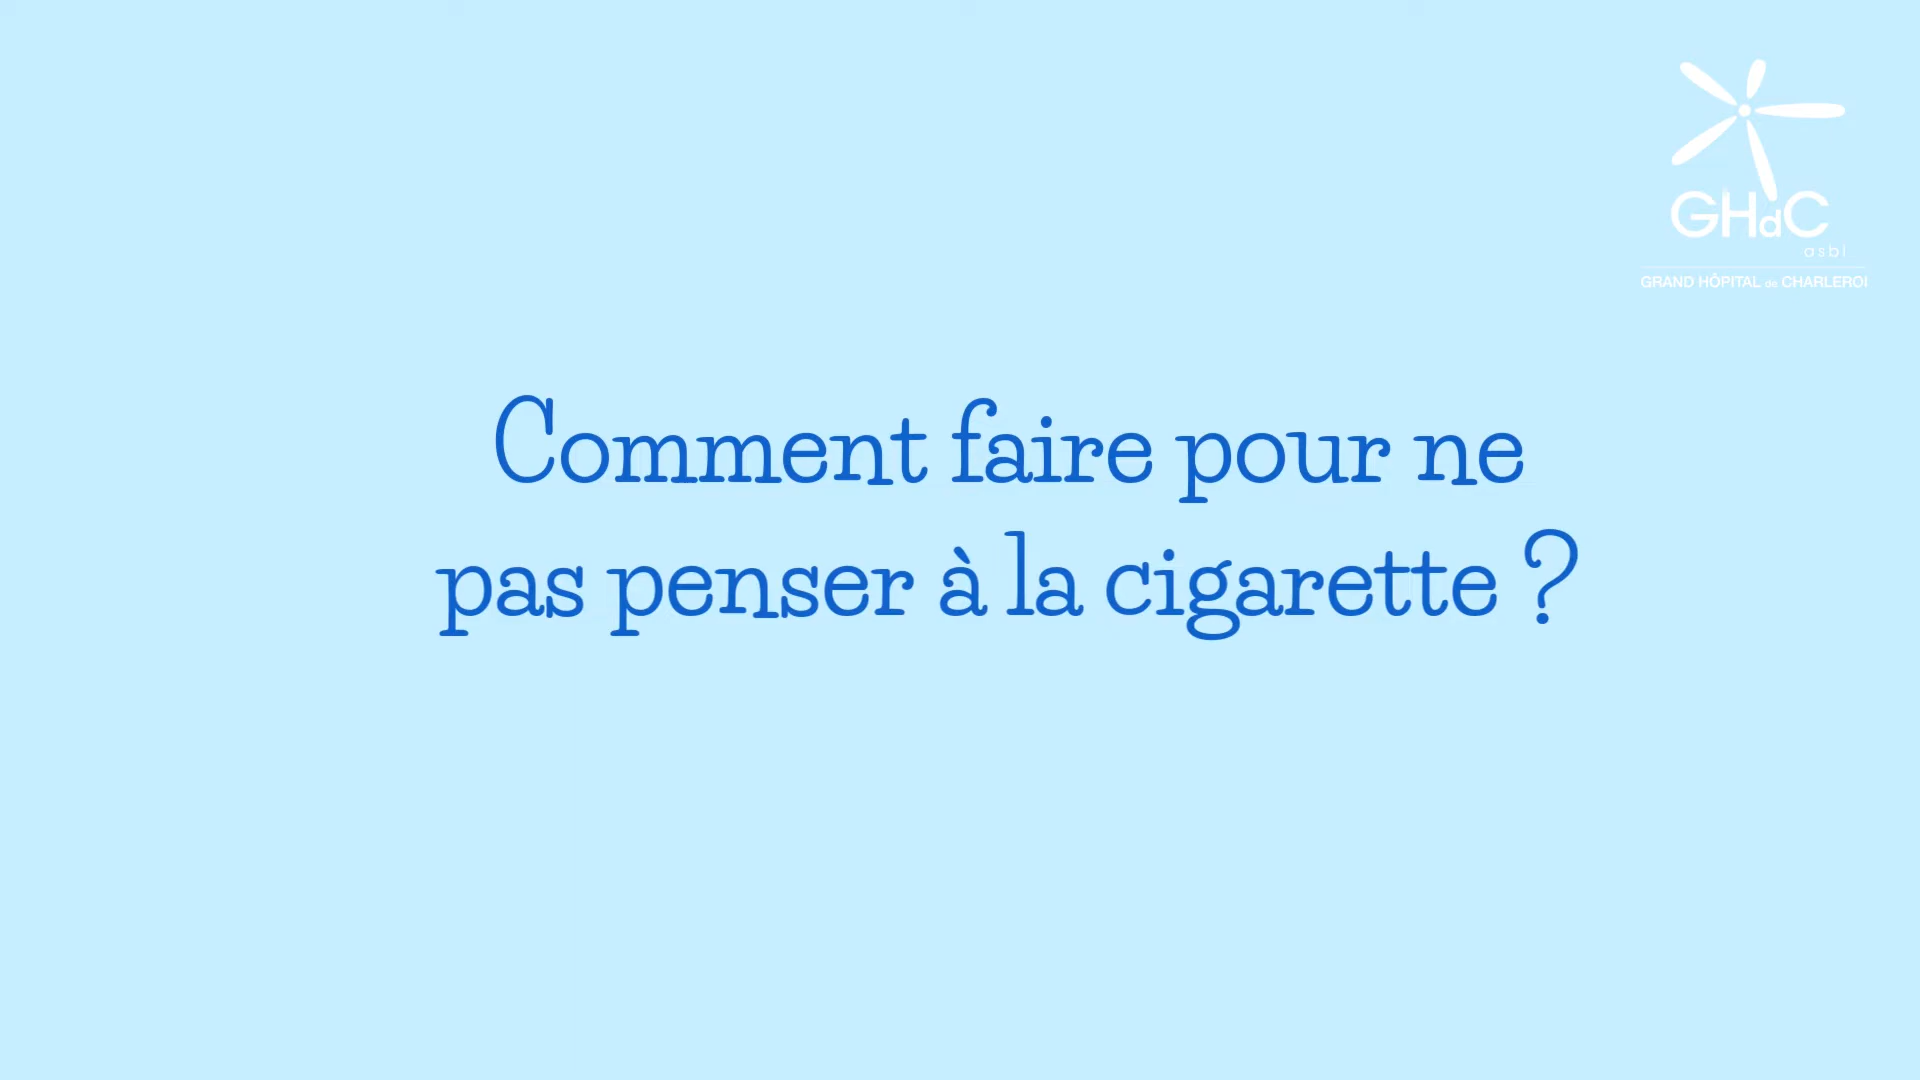 GHdC
asbl
GRAND HÔPITAL de CHARLEROI
Comment faire pour ne
pas penser à la cigarette ?